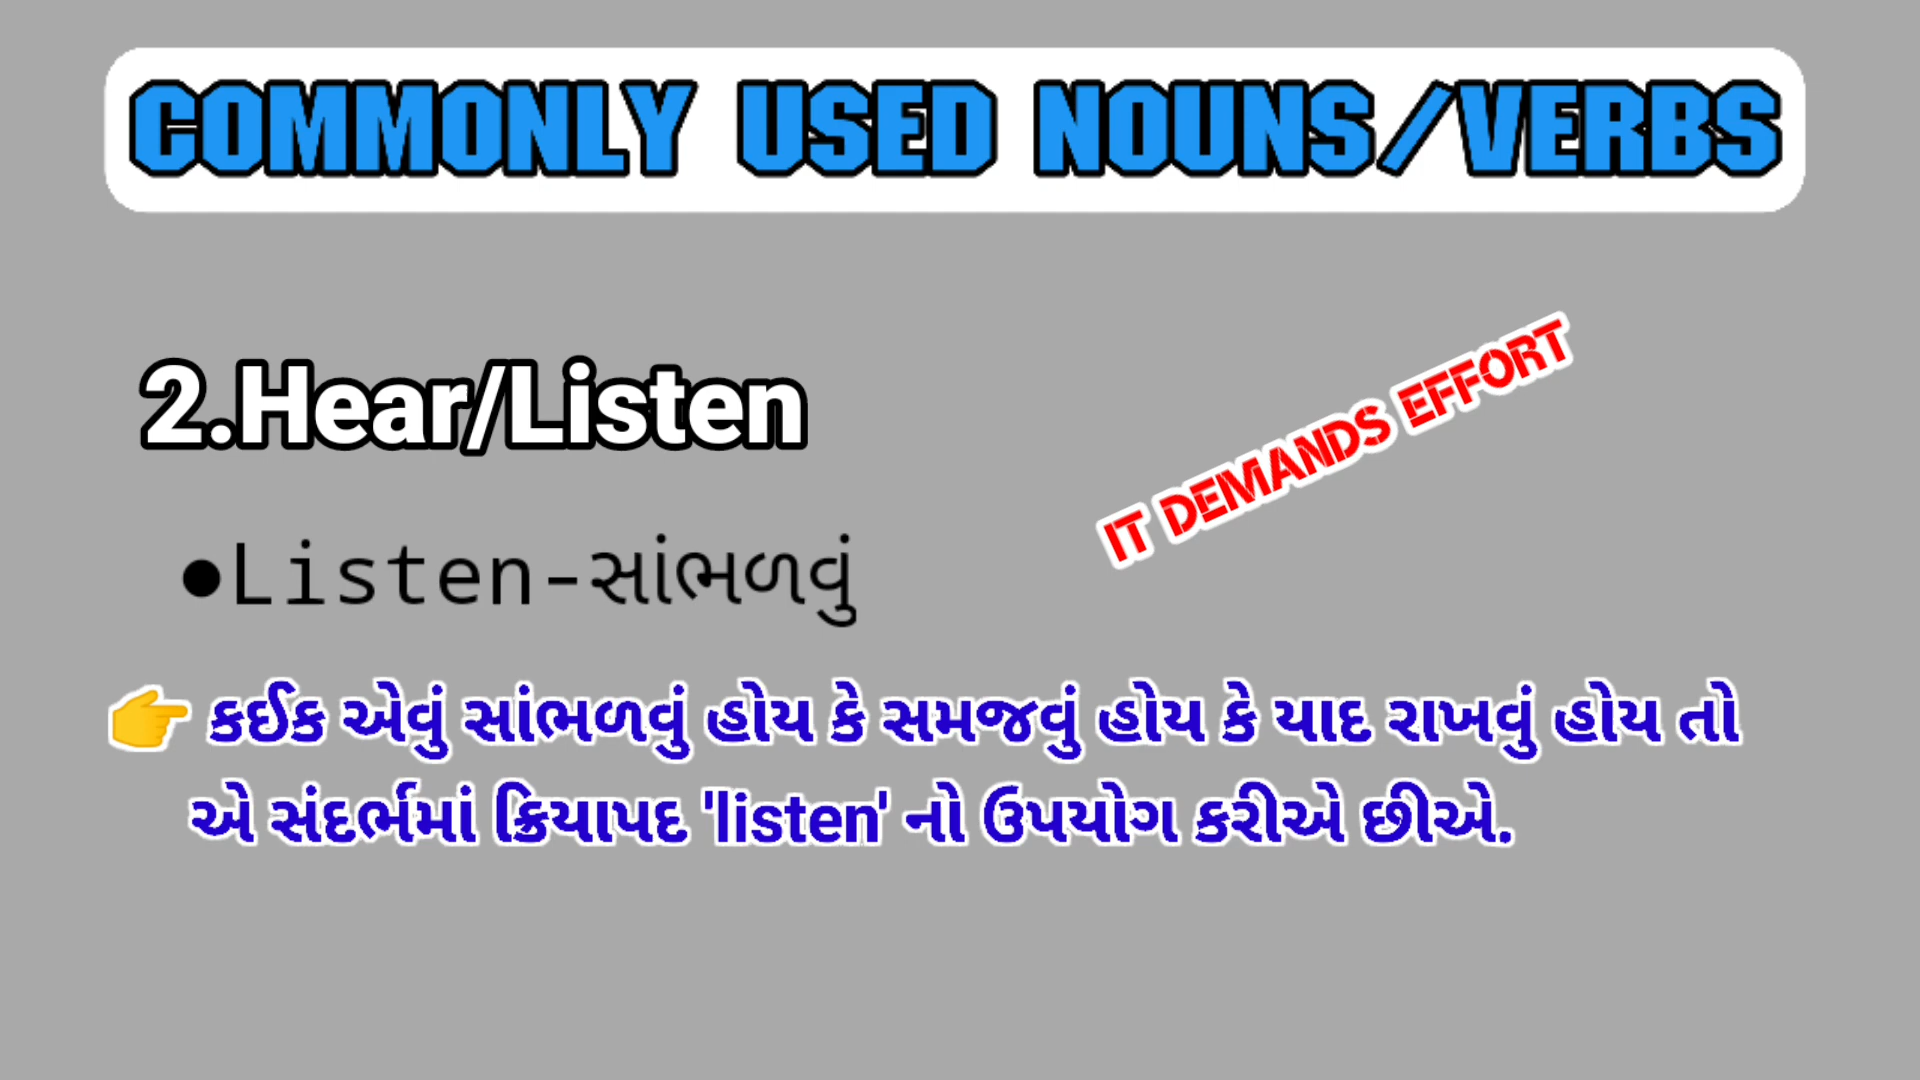 COMMONLY USED NOUNS/VERBS
2.Hear/Listen
IT DEMANDS EFFORT
●Listen-સાંભળવું
👉 કઈક એવું સાંભળવું હોય કે સમજવું હોય કે યાદ રાખવું હોય તો
એ સંદર્ભમાં ક્રિયાપદ 'listen' નો ઉપયોગ કરીએ છીએ.